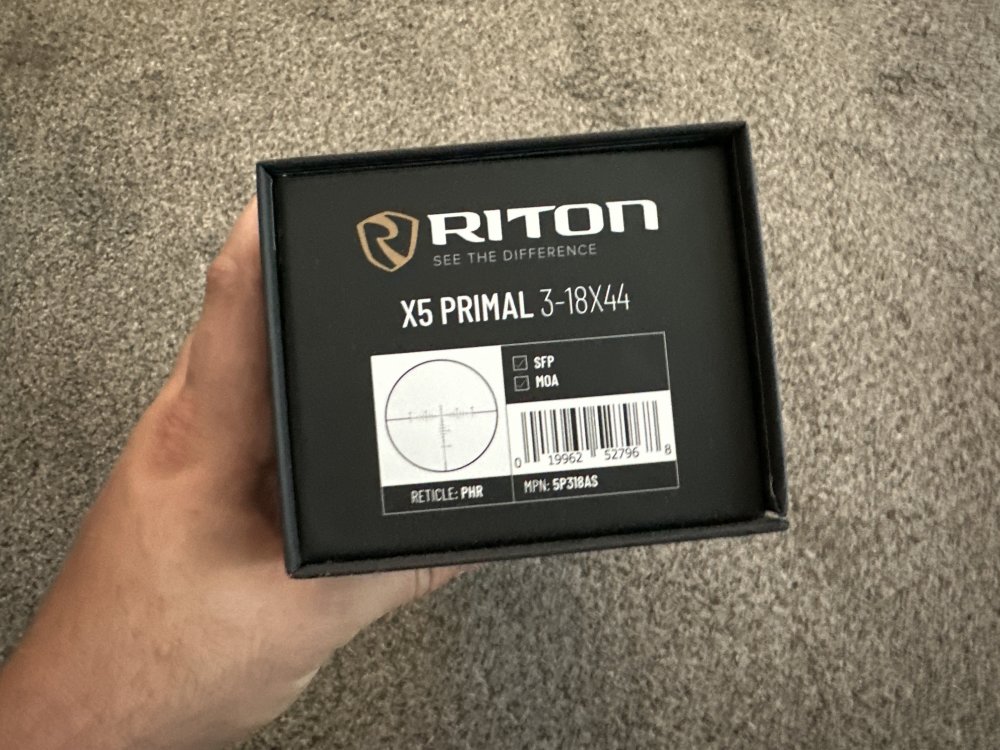 RITON
SEE THE DIFFERENCE
X5 PRIMAL 3-18X44
SFP
MOA
0 19962 52796 8
RETICLE: PHR
MPN: 5P318AS